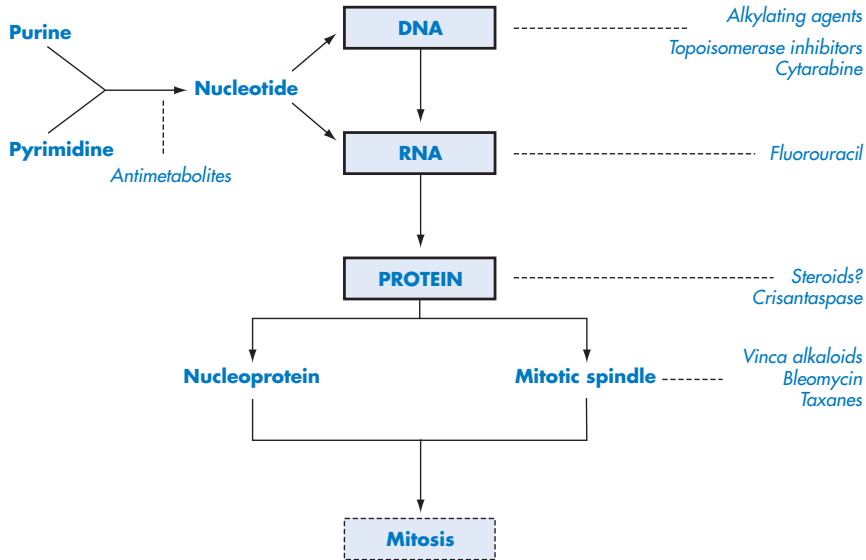 DNA
Alkylating agents
Purine
Topoisomerase inhibitors
Cytarabine
Nucleotide
Pyrimidine
RNA
Fluorouracil
Antimetabolites
PROTEIN
Steroids?
Crisantaspase
Nucleoprotein
Mitotic spindle
Vinca alkaloids
Bleomycin
Taxanes
Mitosis